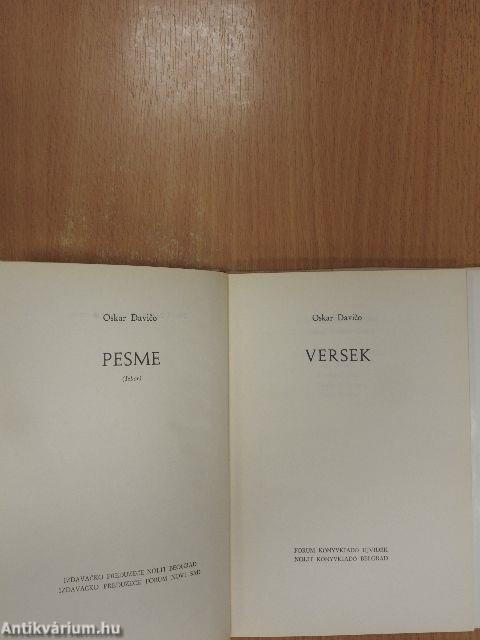 Oskar Davičo
PESME
(Izbor)
IZDAVAČKO PREDUZEĆE NOLIT BEOGRAD
IZDAVAČKO PREDUZEĆE FORUM NOVI SAD
Oskar Davičo
VERSEK
FORUM KÖNYVKIADÓ ÚJVIDÉK
NOLIT KÖNYVKIADÓ BELGRÁD
Antikvárium.hu